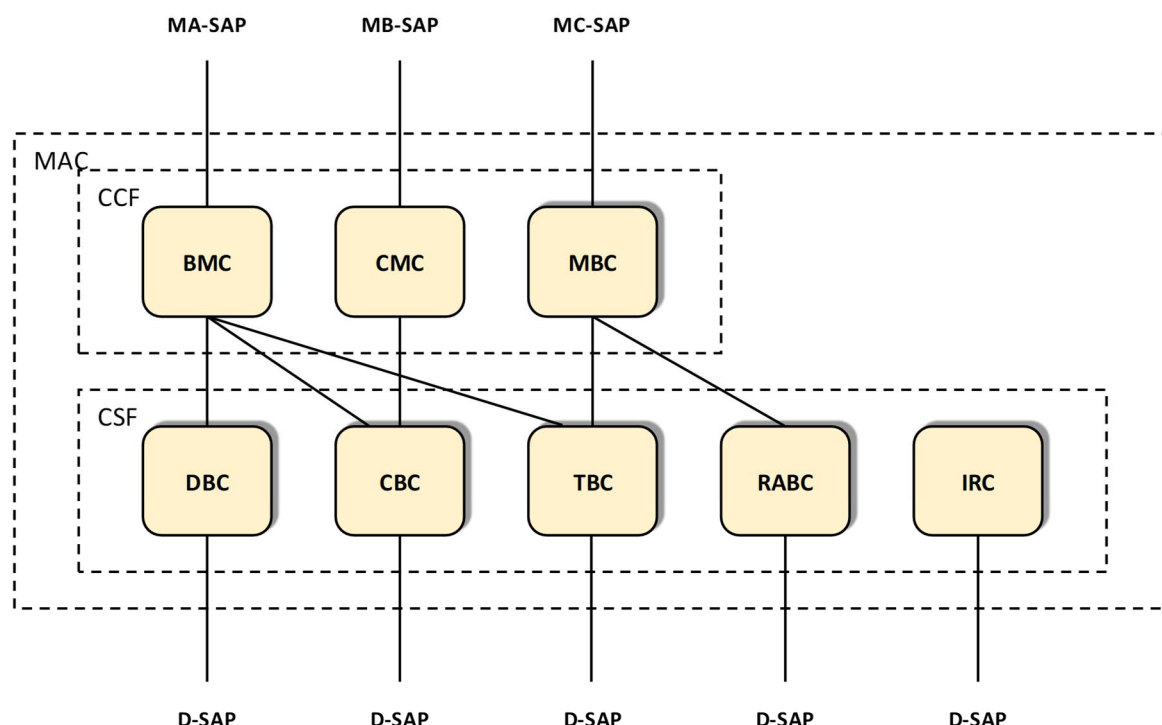 MA-SAP MB-SAP MC-SAP
MAC
CCF
BMC CMC MBC
CSF
DBC CBC TBC RABC IRC
D-SAP D-SAP D-SAP D-SAP D-SAP